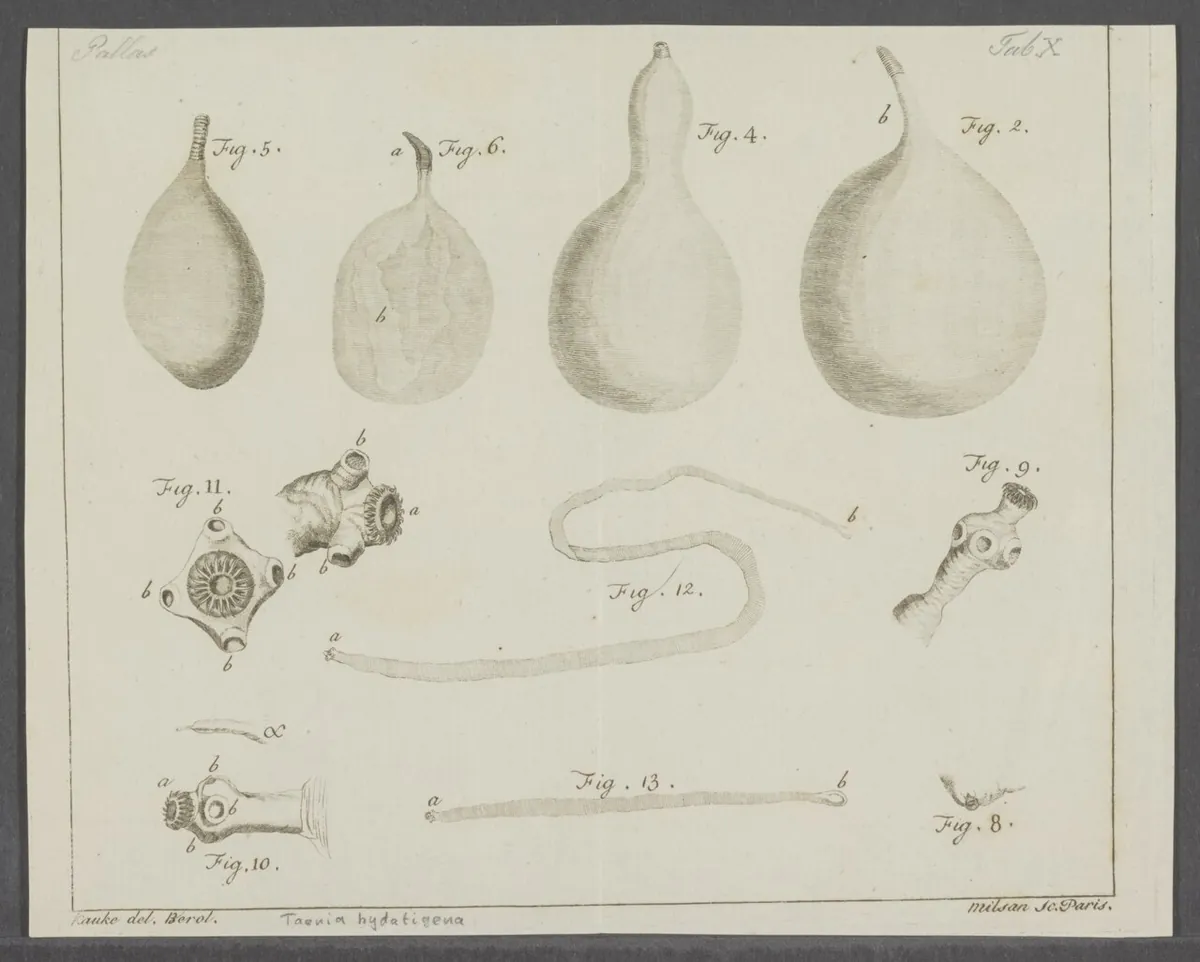 Pallas
Tab X
Fig. 5.
a
Fig. 6.
b
Fig. 4.
b
Fig. 2.
Fig. 11.
b
b
b
b
b
a
b
Fig. 9.
a
b
Fig. 12.
α
a
b
b
b
Fig. 10.
a
Fig. 13.
b
Fig. 8.
del. Berol.
Taenia hydatigena
Milsan Sc. Paris.